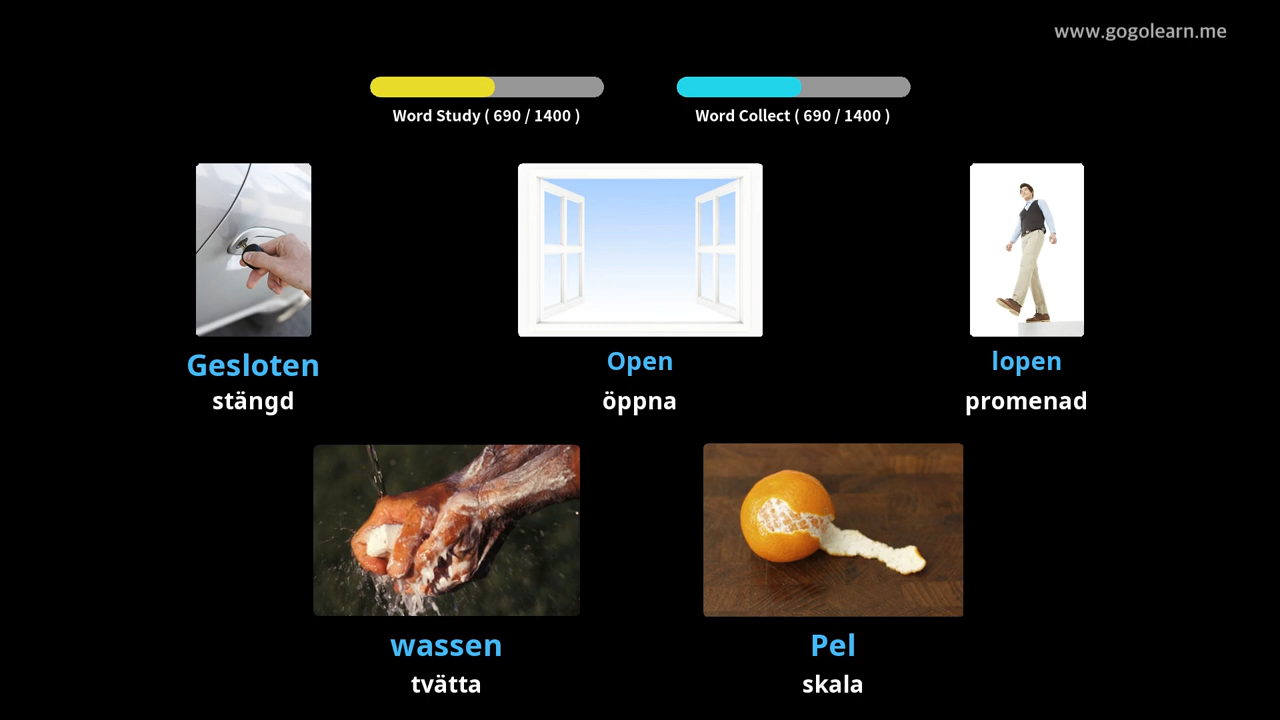 www.gogolearn.me
Word Study ( 690 / 1400 )
Word Collect ( 690 / 1400 )
Gesloten
stängd
Open
öppna
lopen
promenad
wassen
tvätta
Pel
skala